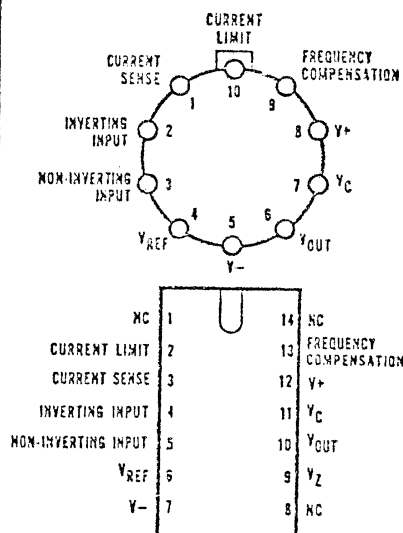 CURRENT
LIMIT
CURRENT
SENSE
FREQUENCY
COMPENSATION
10
1
9
INVERTING
INPUT
2
8 V+
NON-INVERTING
INPUT
3
7 VC
4
5
6
VREF
VOUT
V-
NC 1
14 NC
CURRENT LIMIT 2
13 FREQUENCY
COMPENSATION
CURRENT SENSE 3
12 V+
INVERTING INPUT 4
11 VC
NON-INVERTING INPUT 5
10 VOUT
VREF 6
9 VZ
V- 7
8 NC